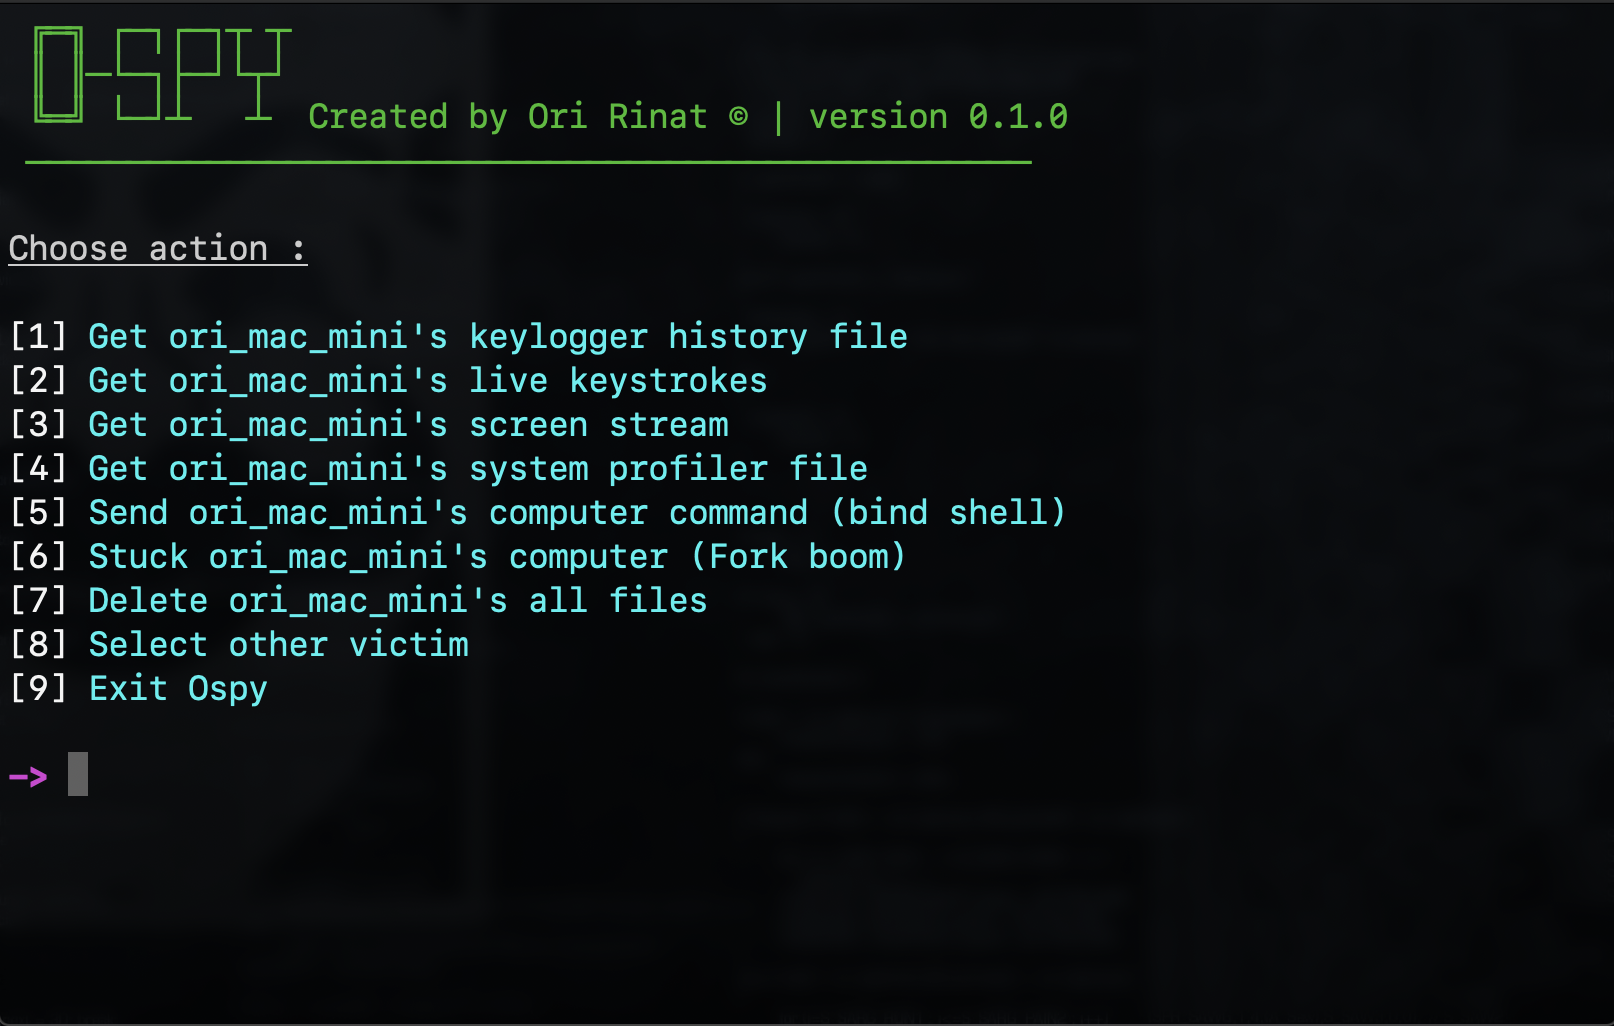 O-SPY
Created by Ori Rinat © | version 0.1.0
Choose action :
[1] Get ori_mac_mini's keylogger history file
[2] Get ori_mac_mini's live keystrokes
[3] Get ori_mac_mini's screen stream
[4] Get ori_mac_mini's system profiler file
[5] Send ori_mac_mini's computer command (bind shell)
[6] Stuck ori_mac_mini's computer (Fork boom)
[7] Delete ori_mac_mini's all files
[8] Select other victim
[9] Exit Ospy
->